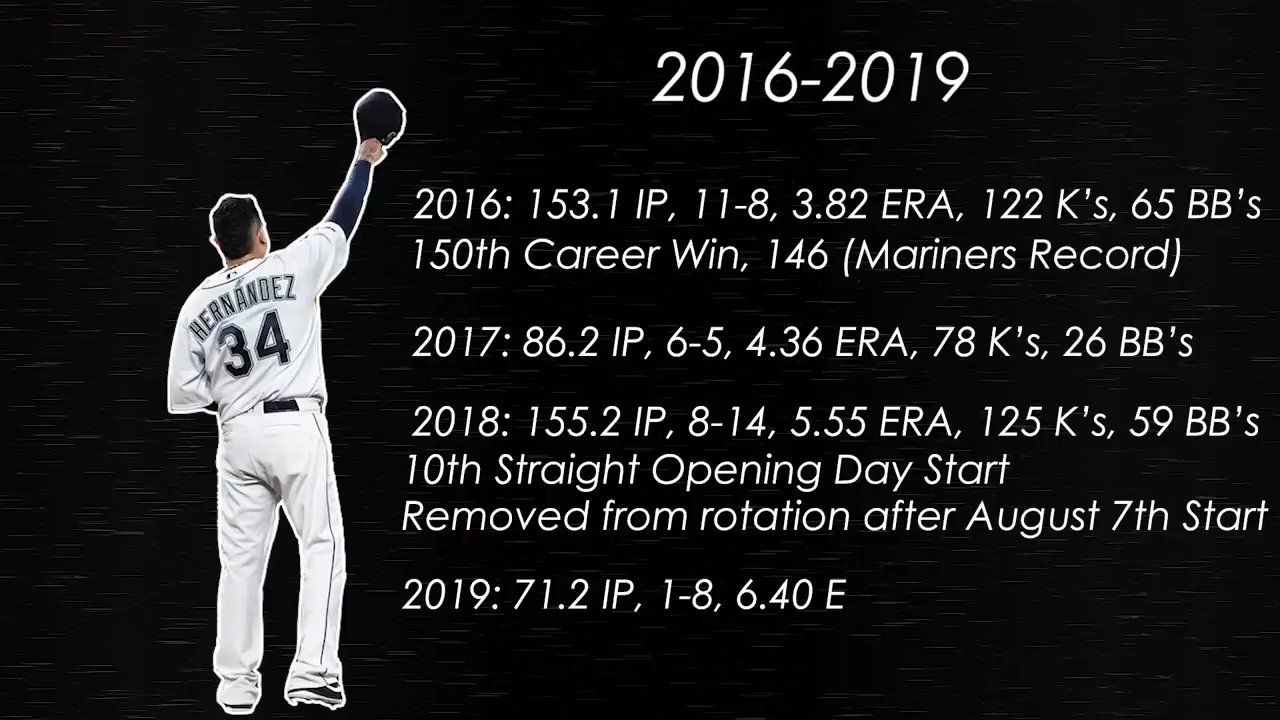 2016-2019
2016: 153.1 IP, 11-8, 3.82 ERA, 122 K's, 65 BB's
150th Career Win, 146 (Mariners Record)
2017: 86.2 IP, 6-5, 4.36 ERA, 78 K's, 26 BB's
2018: 155.2 IP, 8-14, 5.55 ERA, 125 K's, 59 BB's
10th Straight Opening Day Start
Removed from rotation after August 7th Start
2019: 71.2 IP, 1-8, 6.40 E
HERNÁNDEZ
34